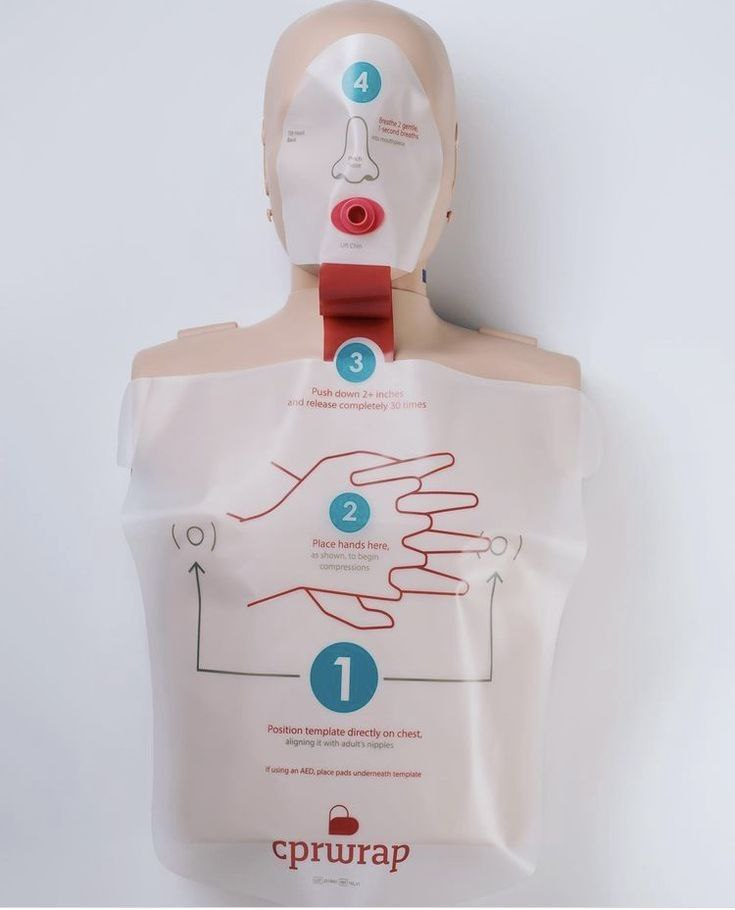 4
Breathe 2 gentle,
1-second breaths
into mouthpiece
Tilt Head
Back
Pinch
Nose
Lift Chin
3
Push down 2+ inches
and release completely 30 times
2
Place hands here,
as shown, to begin
compressions
1
Position template directly on chest,
aligning it with adult's nipples
If using an AED, place pads underneath template
cprwrap